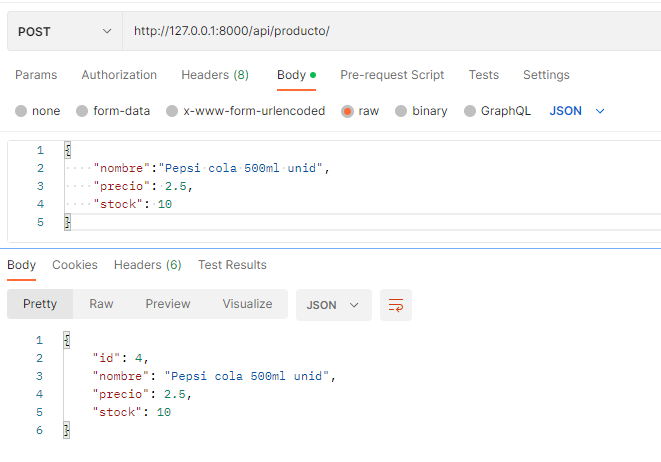 POST http://127.0.0.1:8000/api/producto/
Params Authorization Headers (8) Body Pre-request Script Tests Settings
none form-data x-www-form-urlencoded raw binary GraphQL JSON
1 {
2 "nombre":"Pepsi cola 500ml unid",
3 "precio": 2.5,
4 "stock": 10
5 }
Body Cookies Headers (6) Test Results
Pretty Raw Preview Visualize JSON
1 {
2 "id": 4,
3 "nombre": "Pepsi cola 500ml unid",
4 "precio": 2.5,
5 "stock": 10
6 }